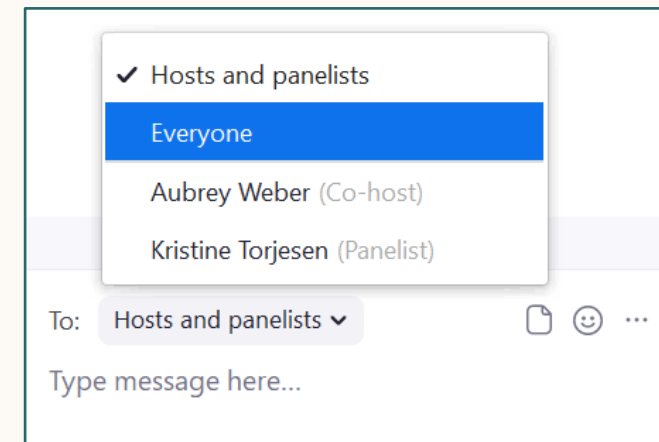 ✓ Hosts and panelists
Everyone
Aubrey Weber (Co-host)
Kristine Torjesen (Panelist)
To: Hosts and panelists
Type message here...